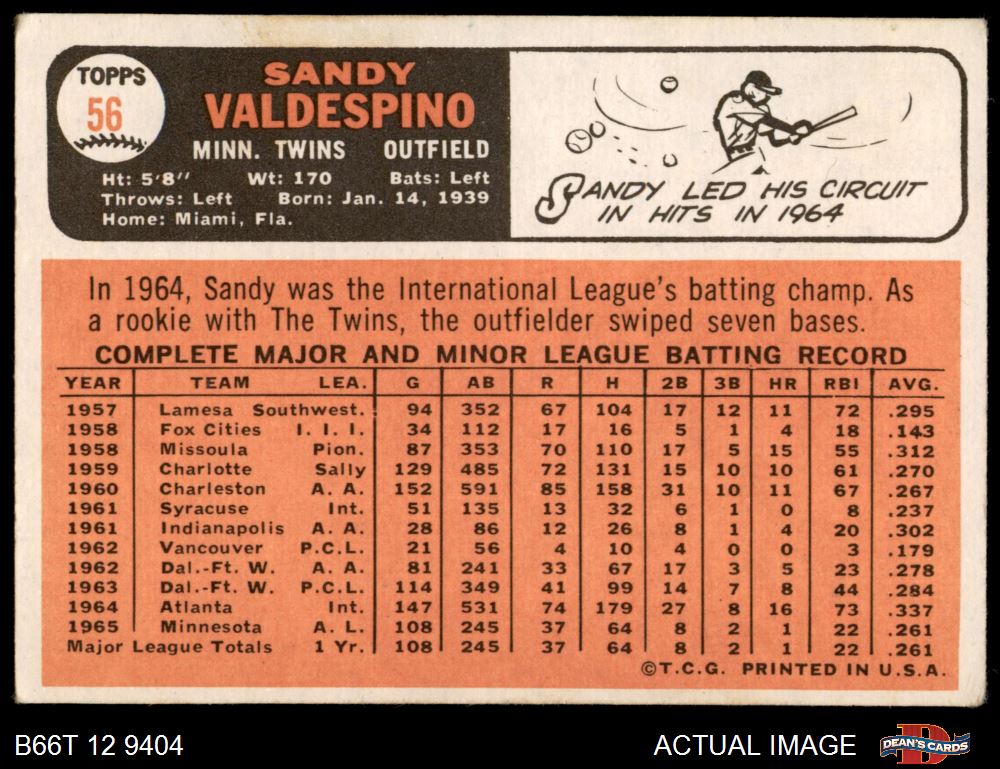 TOPPS
56
SANDY
VALDESPINO
MINN. TWINS OUTFIELD
Ht: 5'8" Wt: 170 Bats: Left
Throws: Left Born: Jan. 14, 1939
Home: Miami, Fla.
SANDY LED HIS CIRCUIT
IN HITS IN 1964
In 1964, Sandy was the International League's batting champ. As
a rookie with The Twins, the outfielder swiped seven bases.
COMPLETE MAJOR AND MINOR LEAGUE BATTING RECORD
YEAR TEAM LEA. G AB R H 2B 3B HR RBI AVG.
1957 Lamesa Southwest. 94 352 67 104 17 12 11 72 .295
1958 Fox Cities I. I. I. 34 112 17 16 5 1 4 18 .143
1958 Missoula Pion. 87 353 70 110 17 5 15 55 .312
1959 Charlotte Sally 129 485 72 131 15 10 10 61 .270
1960 Charleston A. A. 152 591 85 158 31 10 11 67 .267
1961 Syracuse Int. 51 135 13 32 6 1 0 8 .237
1961 Indianapolis A. A. 28 86 12 26 8 1 4 20 .302
1962 Vancouver P.C.L. 21 56 4 10 4 0 0 3 .179
1962 Dal.-Ft. W. A. A. 81 241 33 67 17 3 5 23 .278
1963 Dal.-Ft. W. P.C.L. 114 349 41 99 14 7 8 44 .284
1964 Atlanta Int. 147 531 74 179 27 8 16 73 .337
1965 Minnesota A. L. 108 245 37 64 8 2 1 22 .261
Major League Totals 1 Yr. 108 245 37 64 8 2 1 22 .261
©T.C.G. PRINTED IN U.S.A.
B66T 12 9404 ACTUAL IMAGE DEAN'S CARDS